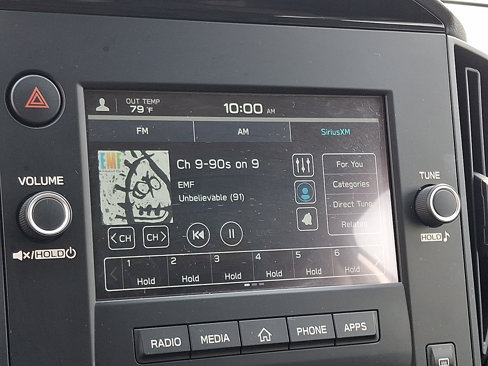 OUT TEMP
79 °F
10:00 AM
FM AM SiriusXM
EMF
Ch 9-90s on 9
EMF
Unbelievable (91)
For You
Categories
Direct Tune
Related
VOLUME
TUNE
HOLD
HOLD
< CH CH >
1 2 3 4 5 6
Hold Hold Hold Hold Hold Hold
RADIO MEDIA PHONE APPS